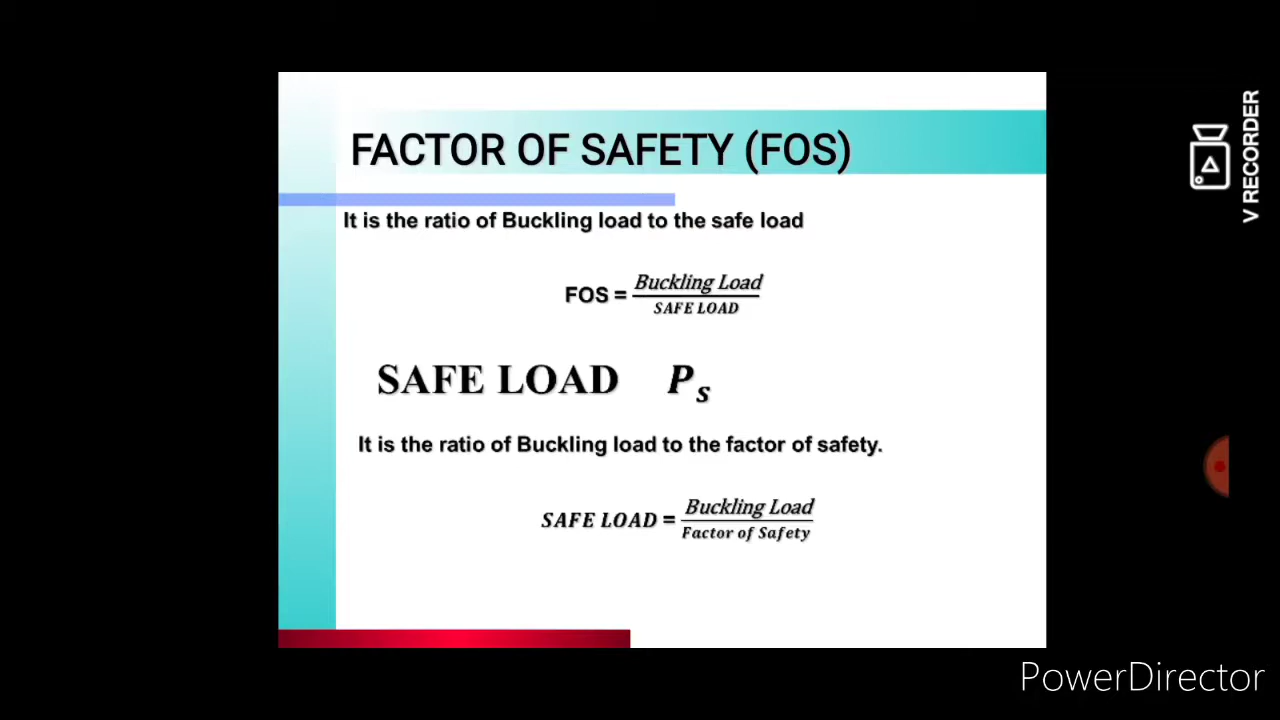 FACTOR OF SAFETY (FOS)
It is the ratio of Buckling load to the safe load
FOS = Buckling Load
SAFE LOAD
SAFE LOAD P_s
It is the ratio of Buckling load to the factor of safety.
SAFE LOAD = Buckling Load
Factor of Safety
V RECORDER
PowerDirector